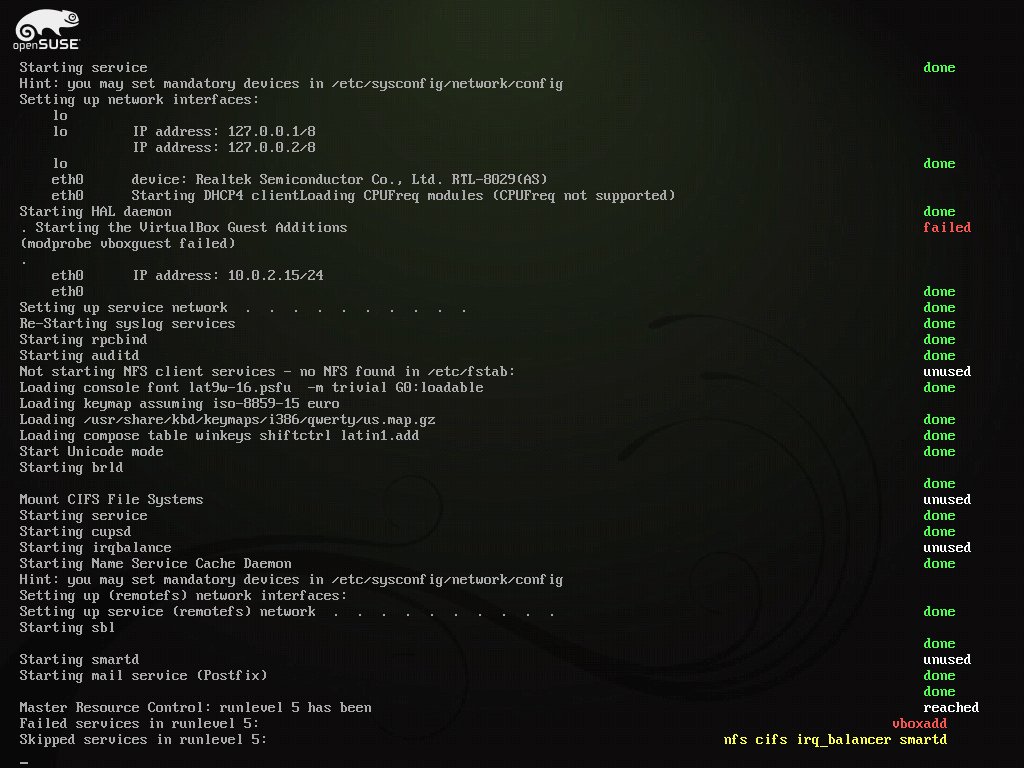 openSUSE
Starting service done
Hint: you may set mandatory devices in /etc/sysconfig/network/config
Setting up network interfaces:
lo
lo IP address: 127.0.0.1/8
IP address: 127.0.0.2/8
lo done
eth0 device: Realtek Semiconductor Co., Ltd. RTL-8029(AS)
eth0 Starting DHCP4 clientLoading CPUFreq modules (CPUFreq not supported)
Starting HAL daemon done
. Starting the VirtualBox Guest Additions failed
(modprobe vboxguest failed)
.
eth0 IP address: 10.0.2.15/24
eth0 done
Setting up service network . . . . . . . . . . done
Re-Starting syslog services done
Starting rpcbind done
Starting auditd done
Not starting NFS client services - no NFS found in /etc/fstab: unused
Loading console font lat9w-16.psfu -m trivial G0:loadable done
Loading keymap assuming iso-8859-15 euro
Loading /usr/share/kbd/keymaps/i386/qwerty/us.map.gz done
Loading compose table winkeys shiftctrl latin1.add done
Start Unicode mode done
Starting brld
done
Mount CIFS File Systems unused
Starting service done
Starting cupsd done
Starting irqbalance unused
Starting Name Service Cache Daemon done
Hint: you may set mandatory devices in /etc/sysconfig/network/config
Setting up (remotefs) network interfaces:
Setting up service (remotefs) network . . . . . . . . . . done
Starting sbl
done
Starting smartd unused
Starting mail service (Postfix) done
done
Master Resource Control: runlevel 5 has been reached
Failed services in runlevel 5: vboxadd
Skipped services in runlevel 5: nfs cifs irq_balancer smartd
_